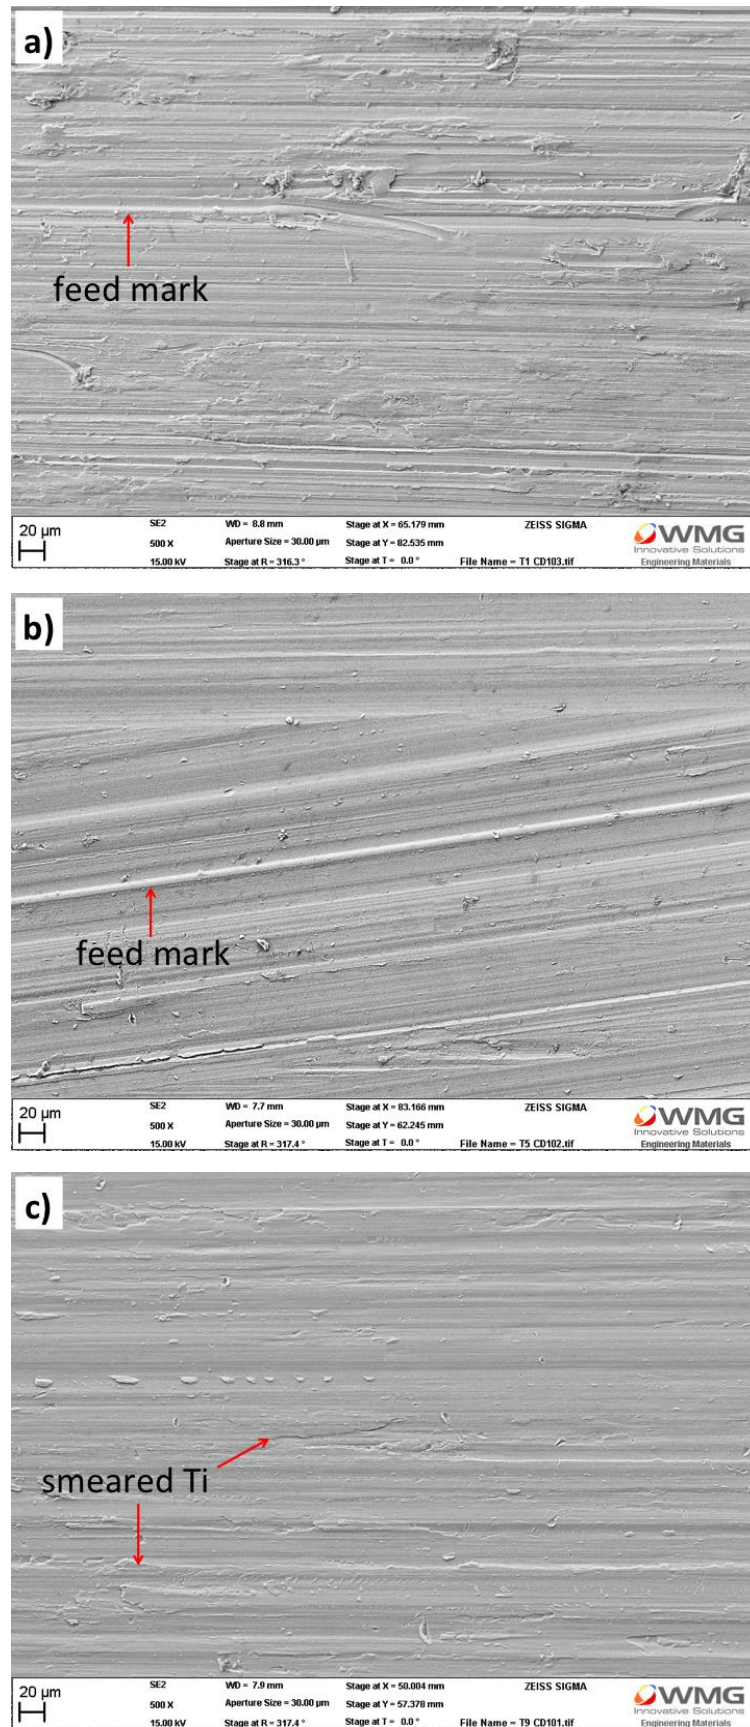 a)
feed mark
20 µm
SE2 WD = 8.8 mm Stage at X = 65.179 mm ZEISS SIGMA
500 X Aperture Size = 30.00 µm Stage at Y = 82.535 mm
15.00 kV Stage at R = 316.3 ° Stage at T = 0.0 ° File Name = T1 CD103.tif
WMG
Innovative Solutions
Engineering Materials
b)
feed mark
20 µm
SE2 WD = 7.7 mm Stage at X = 83.166 mm ZEISS SIGMA
500 X Aperture Size = 30.00 µm Stage at Y = 62.245 mm
15.00 kV Stage at R = 317.4 ° Stage at T = 0.0 ° File Name = T5 CD102.tif
WMG
Innovative Solutions
Engineering Materials
c)
smeared Ti
20 µm
SE2 WD = 7.9 mm Stage at X = 50.004 mm ZEISS SIGMA
500 X Aperture Size = 30.00 µm Stage at Y = 57.378 mm
15.00 kV Stage at R = 317.4 ° Stage at T = 0.0 ° File Name = T9 CD101.tif
WMG
Innovative Solutions
Engineering Materials